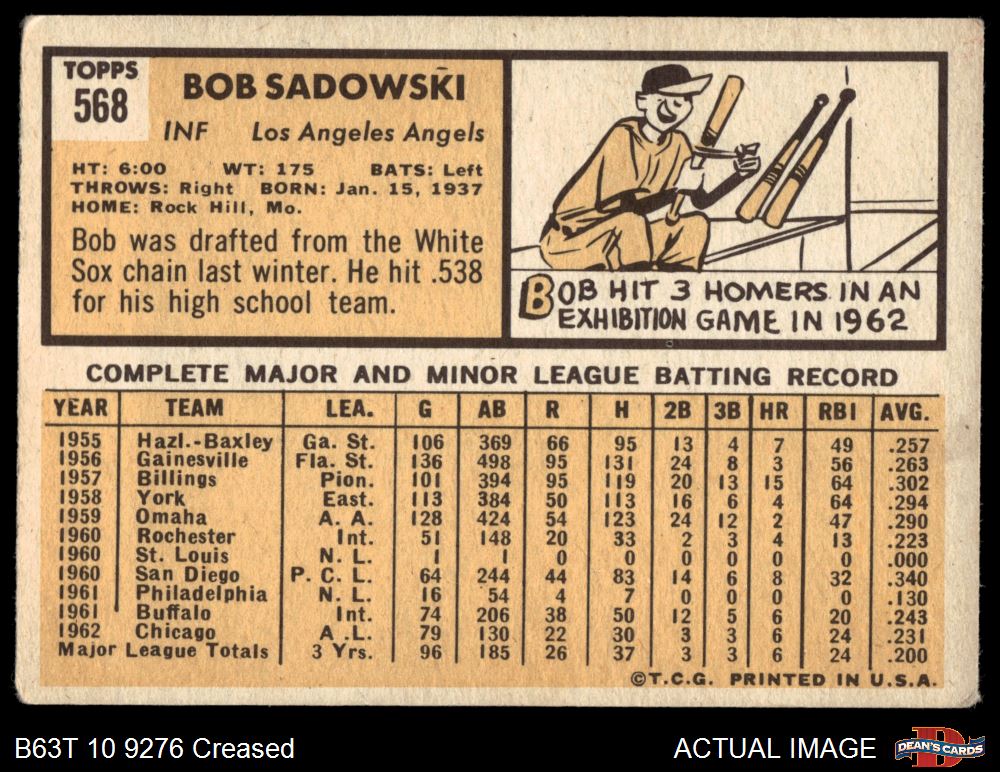 TOPPS
568
BOB SADOWSKI
INF Los Angeles Angels
HT: 6:00 WT: 175 BATS: Left
THROWS: Right BORN: Jan. 15, 1937
HOME: Rock Hill, Mo.
Bob was drafted from the White
Sox chain last winter. He hit .538
for his high school team.
BOB HIT 3 HOMERS IN AN
EXHIBITION GAME IN 1962
COMPLETE MAJOR AND MINOR LEAGUE BATTING RECORD
YEAR TEAM LEA. G AB R H 2B 3B HR RBI AVG.
1955 Hazl.-Baxley Ga. St. 106 369 66 95 13 4 7 49 .257
1956 Gainesville Fla. St. 136 498 95 131 24 8 3 56 .263
1957 Billings Pion. 101 394 95 119 20 13 15 64 .302
1958 York East. 113 384 50 113 16 6 4 64 .294
1959 Omaha A. A. 128 424 54 123 24 12 2 47 .290
1960 Rochester Int. 51 148 20 33 2 3 4 13 .223
1960 St. Louis N. L. 1 1 0 0 0 0 0 0 .000
1960 San Diego P. C. L. 64 244 44 83 14 6 8 32 .340
1961 Philadelphia N. L. 16 54 4 7 0 0 0 0 .130
1961 Buffalo Int. 74 206 38 50 12 5 6 20 .243
1962 Chicago A .L. 79 130 22 30 3 3 6 24 .231
Major League Totals 3 Yrs. 96 185 26 37 3 3 6 24 .200
©T.C.G. PRINTED IN U.S.A.
B63T 10 9276 Creased
ACTUAL IMAGE
DEAN'S CARDS